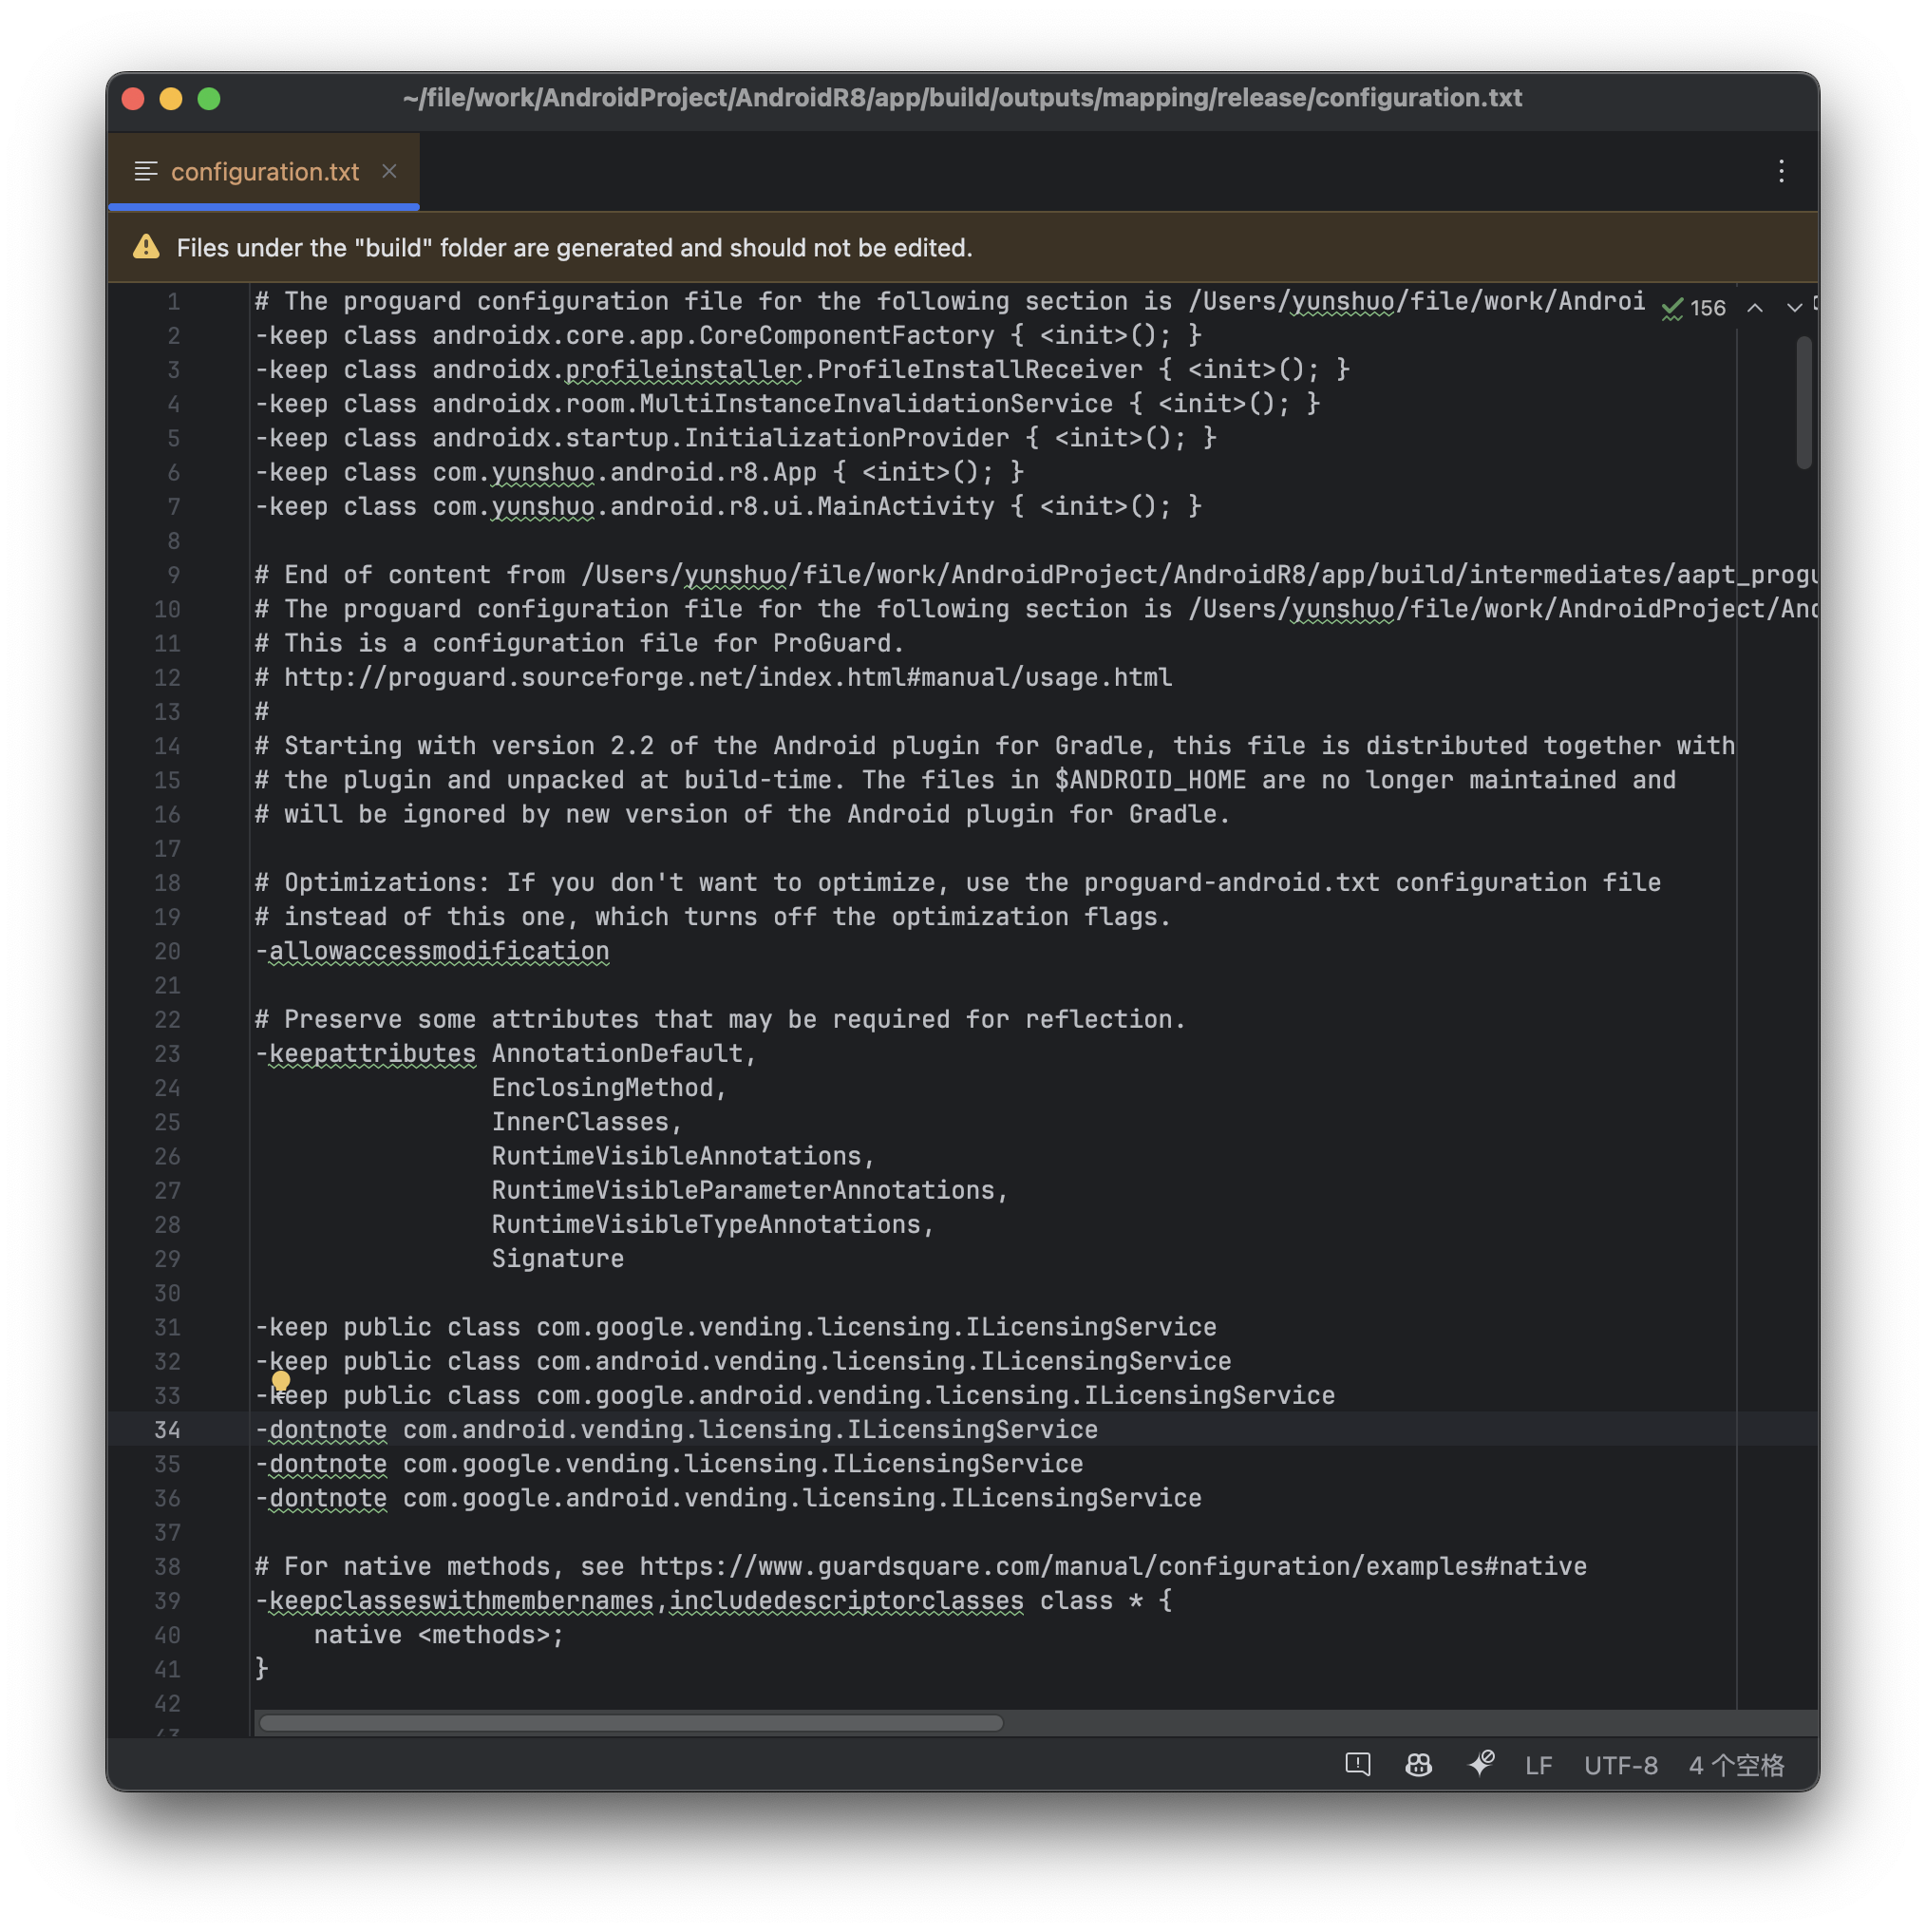 ~/file/work/AndroidProject/AndroidR8/app/build/outputs/mapping/release/configuration.txt
configuration.txt
Files under the "build" folder are generated and should not be edited.
156
1 # The proguard configuration file for the following section is /Users/yunshuo/file/work/Androi
2 -keep class androidx.core.app.CoreComponentFactory { <init>(); }
3 -keep class androidx.profileinstaller.ProfileInstallReceiver { <init>(); }
4 -keep class androidx.room.MultiInstanceInvalidationService { <init>(); }
5 -keep class androidx.startup.InitializationProvider { <init>(); }
6 -keep class com.yunshuo.android.r8.App { <init>(); }
7 -keep class com.yunshuo.android.r8.ui.MainActivity { <init>(); }
8
9 # End of content from /Users/yunshuo/file/work/AndroidProject/AndroidR8/app/build/intermediates/aapt_progu
10 # The proguard configuration file for the following section is /Users/yunshuo/file/work/AndroidProject/And
11 # This is a configuration file for ProGuard.
12 # http://proguard.sourceforge.net/index.html#manual/usage.html
13 #
14 # Starting with version 2.2 of the Android plugin for Gradle, this file is distributed together with
15 # the plugin and unpacked at build-time. The files in $ANDROID_HOME are no longer maintained and
16 # will be ignored by new version of the Android plugin for Gradle.
17
18 # Optimizations: If you don't want to optimize, use the proguard-android.txt configuration file
19 # instead of this one, which turns off the optimization flags.
20 -allowaccessmodification
21
22 # Preserve some attributes that may be required for reflection.
23 -keepattributes AnnotationDefault,
24 EnclosingMethod,
25 InnerClasses,
26 RuntimeVisibleAnnotations,
27 RuntimeVisibleParameterAnnotations,
28 RuntimeVisibleTypeAnnotations,
29 Signature
30
31 -keep public class com.google.vending.licensing.ILicensingService
32 -keep public class com.android.vending.licensing.ILicensingService
33 -keep public class com.google.android.vending.licensing.ILicensingService
34 -dontnote com.android.vending.licensing.ILicensingService
35 -dontnote com.google.vending.licensing.ILicensingService
36 -dontnote com.google.android.vending.licensing.ILicensingService
37
38 # For native methods, see https://www.guardsquare.com/manual/configuration/examples#native
39 -keepclasseswithmembernames,includedescriptorclasses class * {
40 native <methods>;
41 }
42
43
LF UTF-8 4 个空格